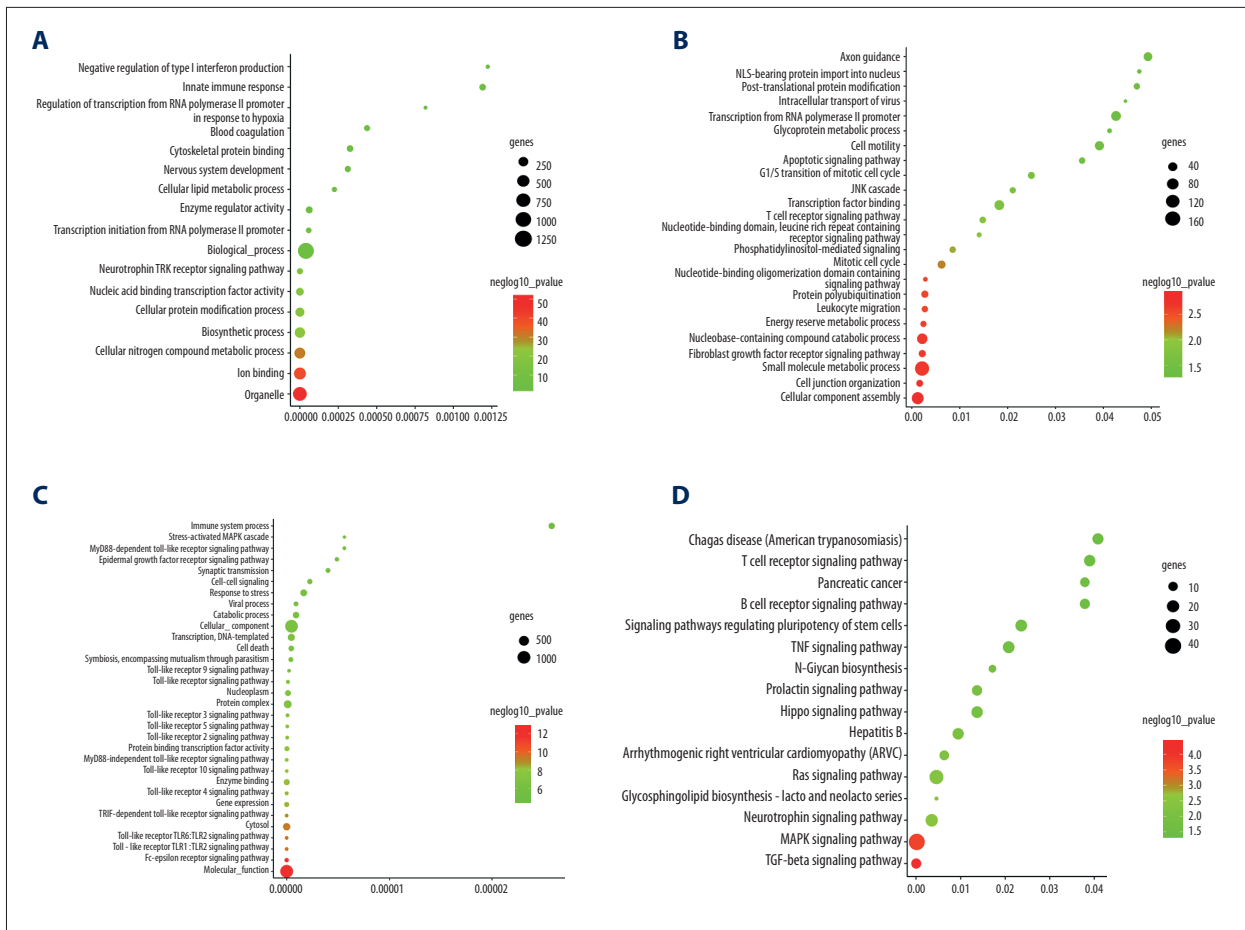 A
Negative regulation of type I interferon production
Innate immune response
Regulation of transcription from RNA polymerase II promoter
in response to hypoxia
Blood coagulation
Cytoskeletal protein binding
Nervous system development
Cellular lipid metabolic process
Enzyme regulator activity
Transcription initiation from RNA polymerase II promoter
Biological_process
Neurotrophin TRK receptor signaling pathway
Nucleic acid binding transcription factor activity
Cellular protein modification process
Biosynthetic process
Cellular nitrogen compound metabolic process
Ion binding
Organelle
0.00000 0.00025 0.00050 0.00075 0.00100 0.00125
genes
250
500
750
1000
1250
neglog10_pvalue
50
40
30
20
10
B
Axon guidance
NLS-bearing protein import into nucleus
Post-translational protein modification
Intracellular transport of virus
Transcription from RNA polymerase II promoter
Glycoprotein metabolic process
Cell motility
Apoptotic signaling pathway
G1/S transition of mitotic cell cycle
JNK cascade
Transcription factor binding
T cell receptor signaling pathway
Nucleotide-binding domain, leucine rich repeat containing
receptor signaling pathway
Phosphatidylinositol-mediated signaling
Mitotic cell cycle
Nucleotide-binding oligomerization domain containing
signaling pathway
Protein polyubiquitination
Leukocyte migration
Energy reserve metabolic process
Nucleobase-containing compound catabolic process
Fibroblast growth factor receptor signaling pathway
Small molecule metabolic process
Cell junction organization
Cellular component assembly
0.000 0.010 0.02 0.03 0.04 0.05
genes
40
80
120
160
neglog10_pvalue
2.5
2.0
1.5
C
Immune system process
Stress-activated MAPK cascade
MyD88-dependent toll-like receptor signaling pathway
Epidermal growth factor receptor signaling pathway
Synaptic transmission
Cell-cell signaling
Response to stress
Viral process
Catabolic process
Cellular_ component
Transcription, DNA-templated
Cell death
Symbiosis, encompassing mutualism through parasitism
Toll-like receptor 9 signaling pathway
Toll-like receptor signaling pathway
Nucleoplasm
Protein complex
Toll-like receptor 3 signaling pathway
Toll-like receptor 5 signaling pathway
Toll-like receptor 2 signaling pathway
Protein binding transcription factor activity
MyD88-independent toll-like receptor signaling pathway
Toll-like receptor 10 signaling pathway
Enzyme binding
Toll-like receptor 4 signaling pathway
Gene expression
TRIF-dependent toll-like receptor signaling pathway
Cytosol
Toll-like receptor TLR6:TLR2 signaling pathway
Toll - like receptor TLR1 :TLR2 signaling pathway
Fc-epsilon receptor signaling pathway
Molecular_function
0.00000 0.00001 0.00002
genes
500
1000
neglog10_pvalue
12
10
8
6
D
Chagas disease (American trypanosomiasis)
T cell receptor signaling pathway
Pancreatic cancer
B cell receptor signaling pathway
Signaling pathways regulating pluripotency of stem cells
TNF signaling pathway
N-Giycan biosynthesis
Prolactin signaling pathway
Hippo signaling pathway
Hepatitis B
Arrhythmogenic right ventricular cardiomyopathy (ARVC)
Ras signaling pathway
Glycosphingolipid biosynthesis - lacto and neolacto series
Neurotrophin signaling pathway
MAPK signaling pathway
TGF-beta signaling pathway
0.00 0.01 0.02 0.03 0.04
genes
10
20
30
40
neglog10_pvalue
4.0
3.5
3.0
2.5
2.0
1.5